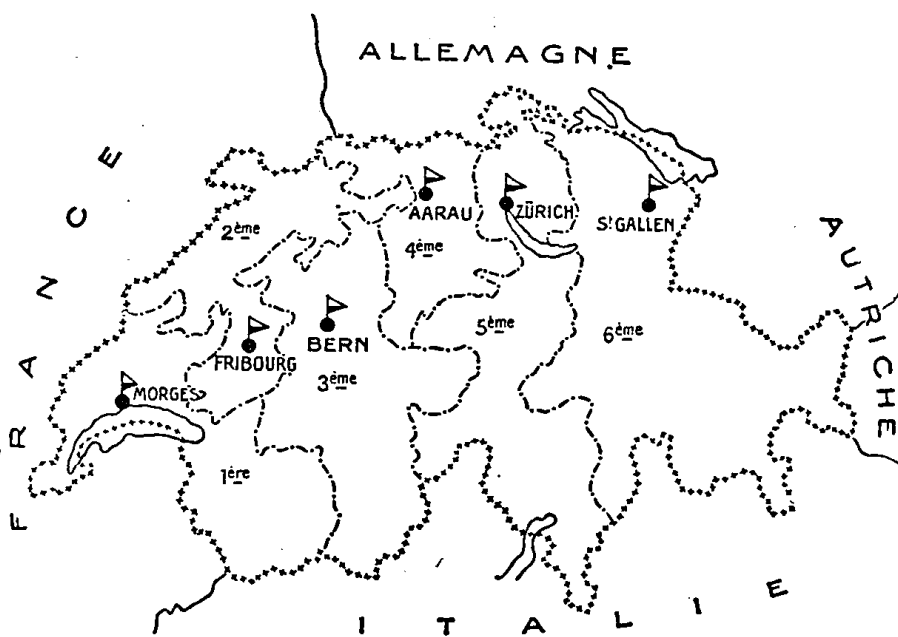 ALLEMAGNE
FRANCE
AUTRICHE
ITALIE
AARAU
ZÜRICH
St GALLEN
2ème
4ème
BERN
5ème
6ème
FRIBOURG
3ème
MORGES
1ère